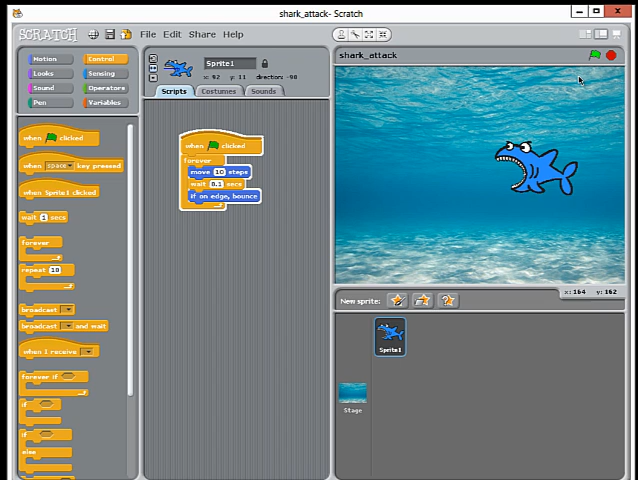 shark_attack- Scratch
SCRATCH File Edit Share Help
Motion Control
Looks Sensing
Sound Operators
Pen Variables
Sprite1
x: 92 y: 11 direction: -90
Scripts Costumes Sounds
shark_attack
when clicked
when space key pressed
when Sprite1 clicked
wait 1 secs
forever
repeat 10
broadcast
broadcast and wait
when I receive
forever if
if
if
else
when clicked
forever
move 10 steps
wait 0.1 secs
if on edge, bounce
x: 164 y: 162
New sprite:
Sprite1
Stage